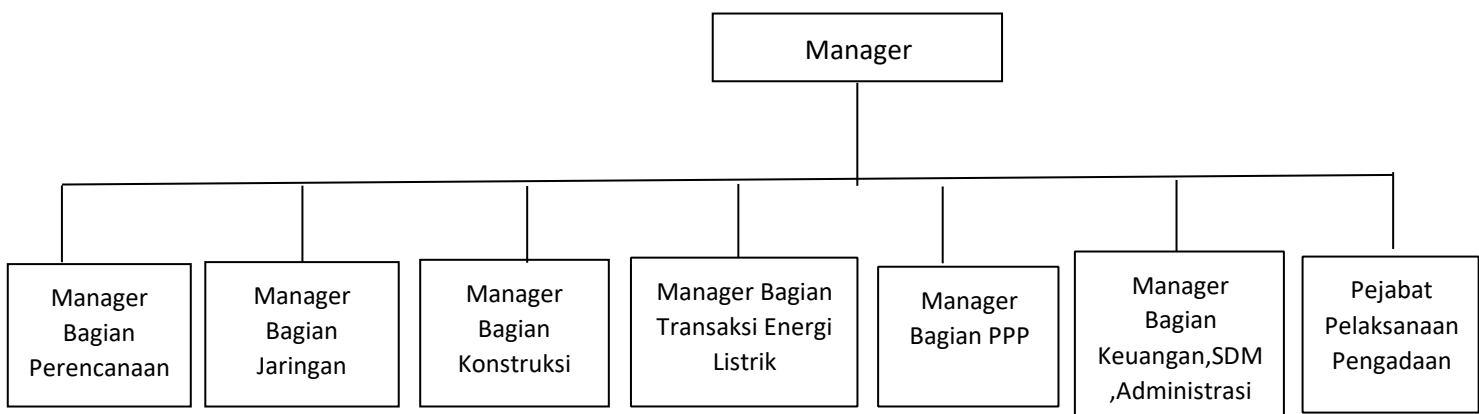 Manager
Manager
Bagian
Perencanaan
Manager
Bagian
Jaringan
Manager
Bagian
Konstruksi
Manager Bagian
Transaksi Energi
Listrik
Manager
Bagian PPP
Manager
Bagian
Keuangan,SDM
,Administrasi
Pejabat
Pelaksanaan
Pengadaan